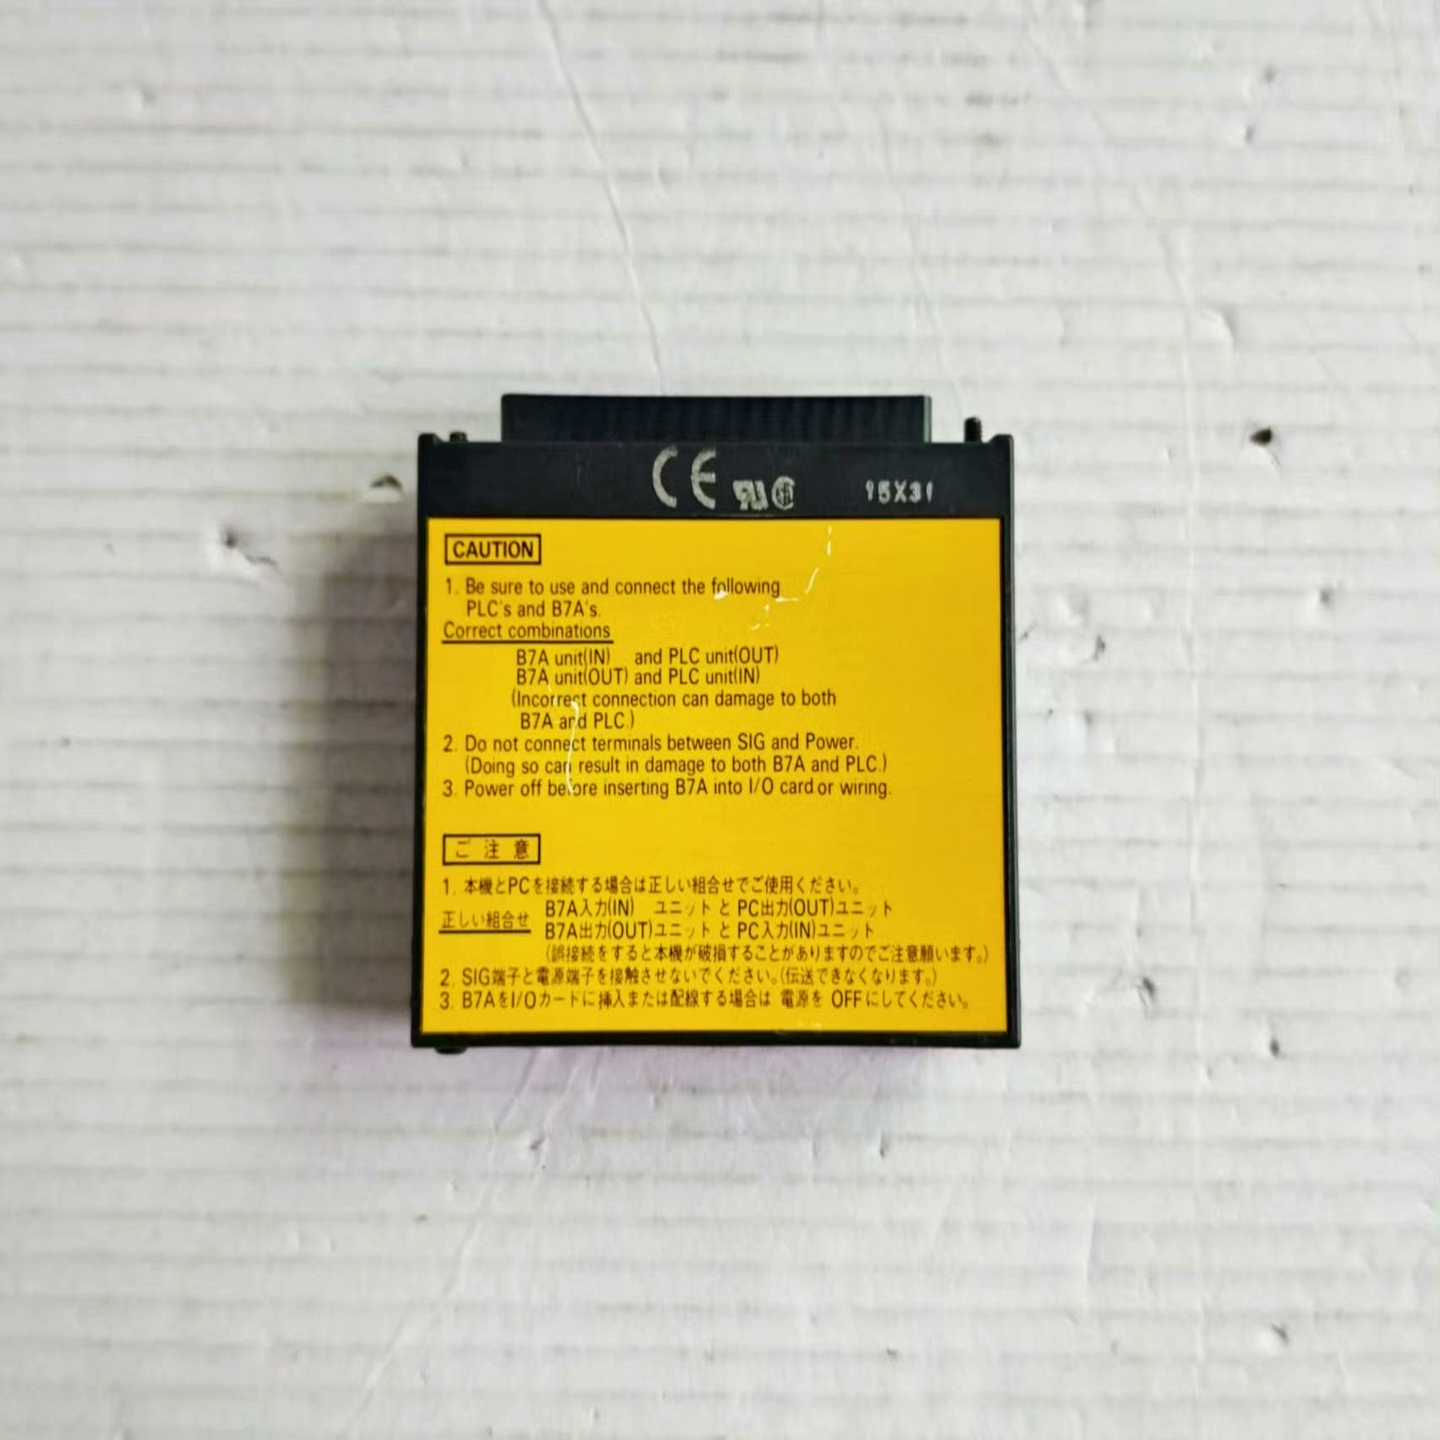 CE
15X31
CAUTION
1. Be sure to use and connect the following
PLC's and B7A's.
Correct combinations
B7A unit(IN) and PLC unit(OUT)
B7A unit(OUT) and PLC unit(IN)
(Incorrect connection can damage to both
B7A and PLC.)
2. Do not connect terminals between SIG and Power.
(Doing so can result in damage to both B7A and PLC.)
3. Power off before inserting B7A into I/O card or wiring.
ご注意
1. 本機とPCを接続する場合は正しい組合せでご使用ください。
正しい組合せ B7A入力(IN) ユニットとPC出力(OUT)ユニット
B7A出力(OUT)ユニットとPC入力(IN)ユニット
(誤接続をすると本機が破損することがありますのでご注意願います。)
2. SIG端子と電源端子を接触させないでください。(伝送できなくなります。)
3. B7AをI/Oカードに挿入または配線する場合は 電源を OFFにしてください。